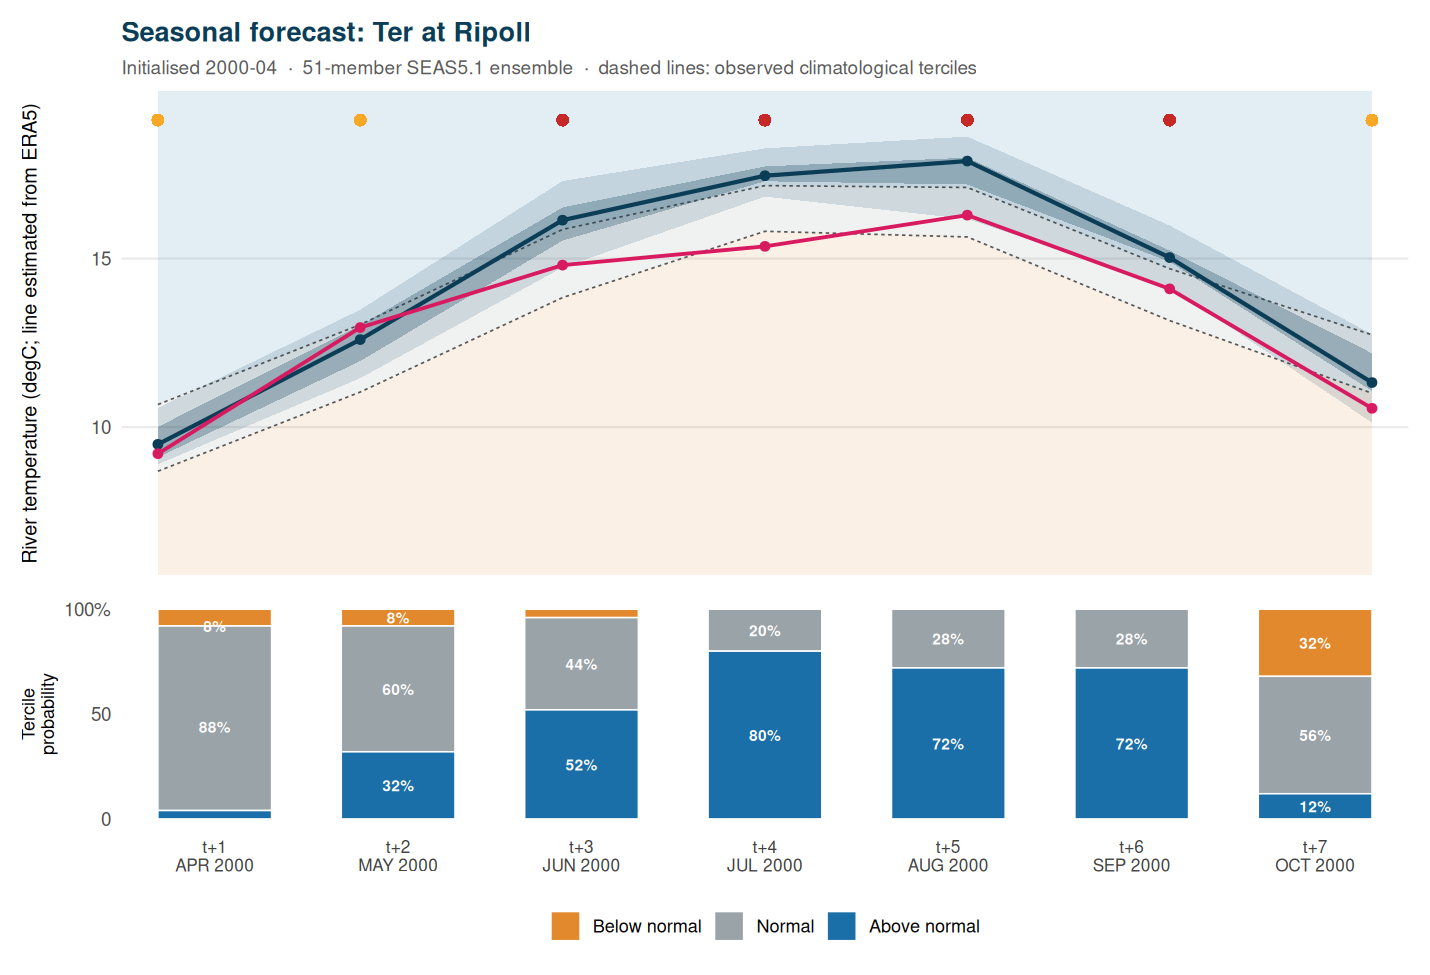 Seasonal forecast: Ter at Ripoll
Initialised 2000-04 · 51-member SEAS5.1 ensemble · dashed lines: observed climatological terciles
River temperature (degC; line estimated from ERA5)
15
10
Tercile
probability
100%
50
0
8%
88%
8%
60%
32%
44%
52%
20%
80%
28%
72%
28%
72%
32%
56%
12%
t+1
APR 2000
t+2
MAY 2000
t+3
JUN 2000
t+4
JUL 2000
t+5
AUG 2000
t+6
SEP 2000
t+7
OCT 2000
Below normal
Normal
Above normal